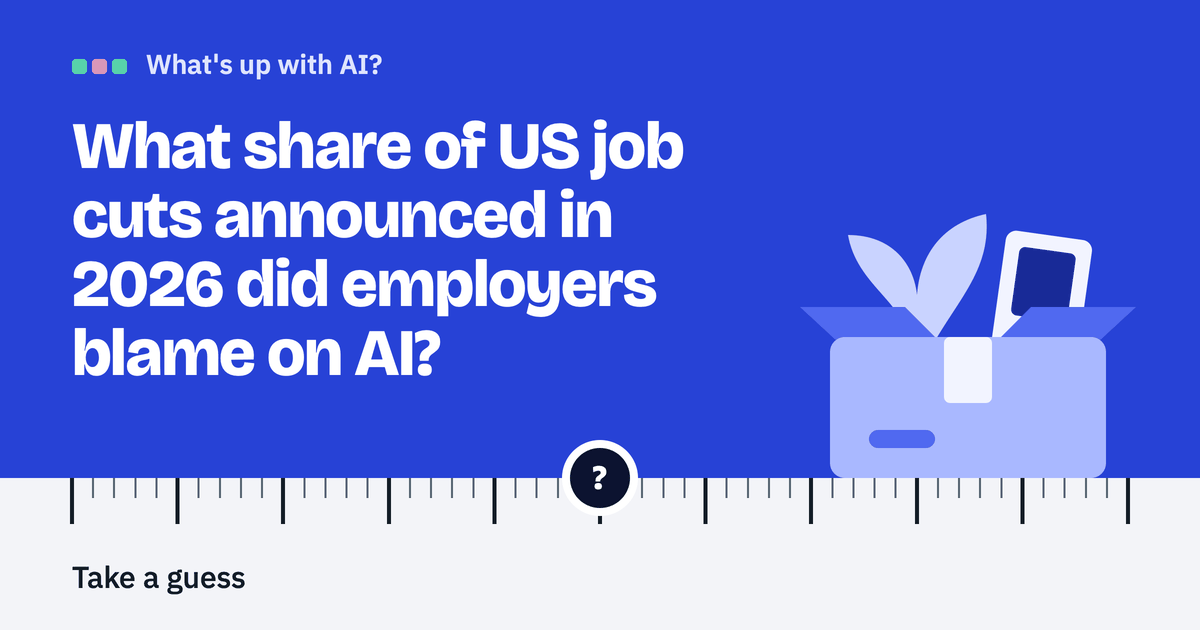 What's up with AI?
What share of US job
cuts announced in
2026 did employers
blame on AI?
?
Take a guess